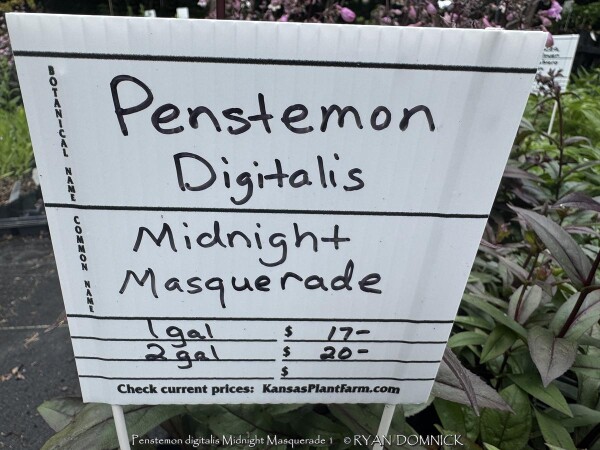 BOTANICAL NAME
Penstemon
Digitalis
COMMON NAME
Midnight
Masquerade
1 gal $ 17-
2 gal $ 20-
$
Check current prices: KansasPlantFarm.com
Penstemon digitalis Midnight Masquerade 1 © RYAN DOMNICK